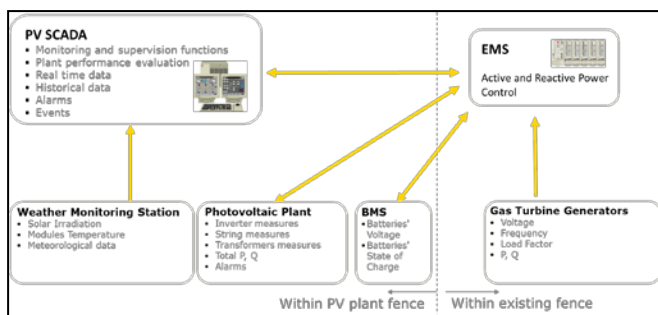 PV SCADA
• Monitoring and supervision functions
• Plant performance evaluation
• Real time data
• Historical data
• Alarms
• Events
EMS
Active and Reactive Power
Control
Weather Monitoring Station
• Solar Irradiation
• Modules Temperature
• Meteorological data
Photovoltaic Plant
• Inverter measures
• String measures
• Transformers measures
• Total P, Q
• Alarms
BMS
• Batteries'
Voltage
• Batteries'
State of
Charge
Gas Turbine Generators
• Voltage
• Frequency
• Load Factor
• P, Q
Within PV plant fence
Within existing fence